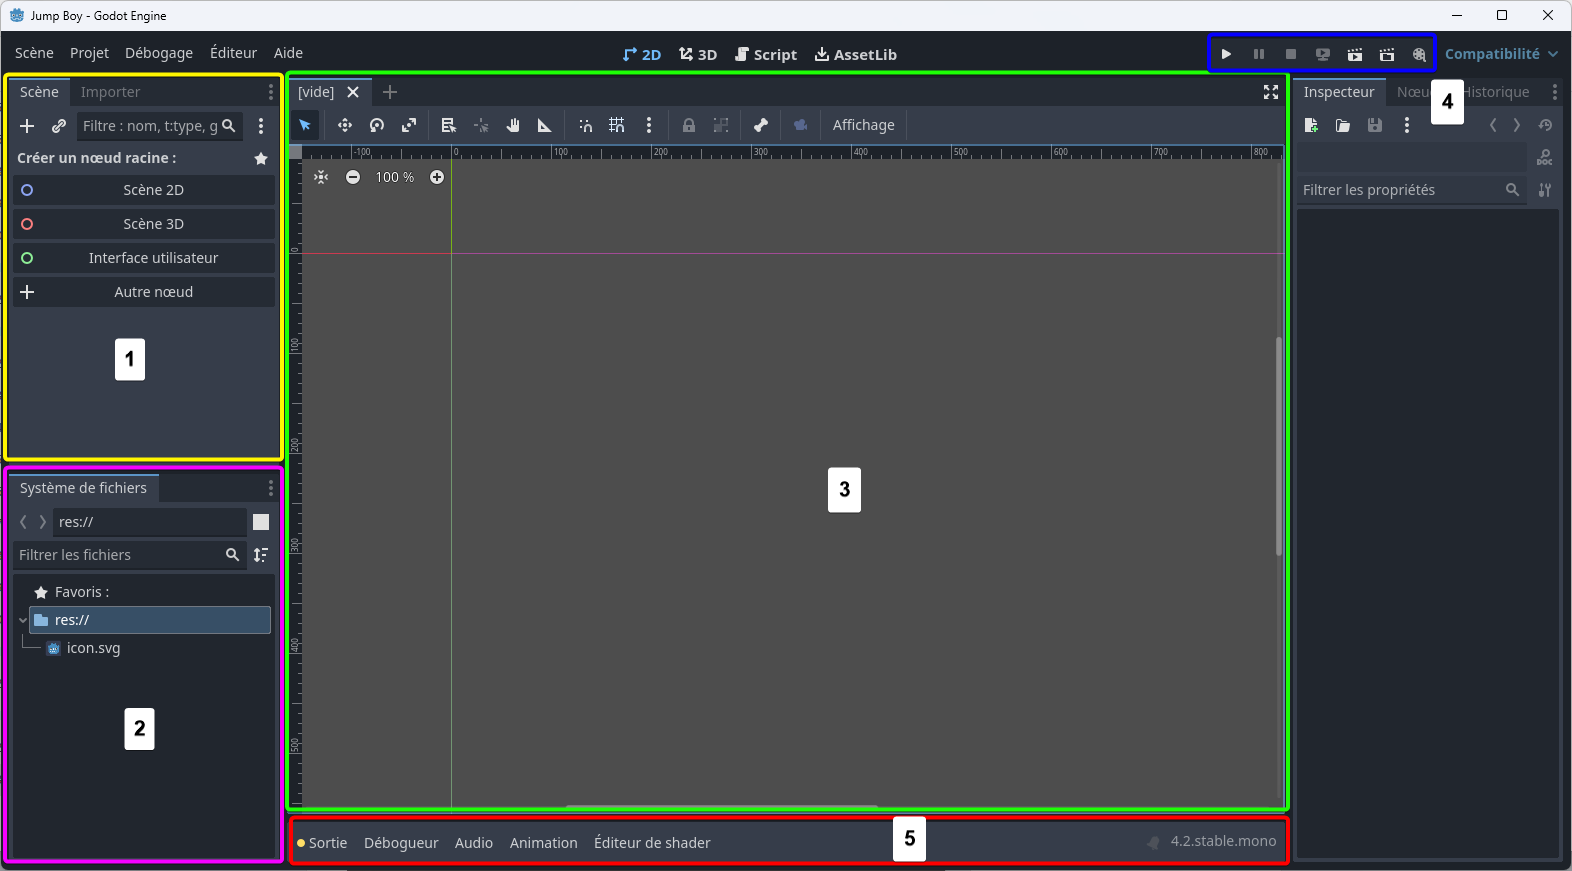 Jump Boy - Godot Engine
Scène Projet Débogage Éditeur Aide
2D 3D Script AssetLib
Compatibilité
Scène Importer
Filtre : nom, t:type, g
Créer un nœud racine :
Scène 2D
Scène 3D
Interface utilisateur
Autre nœud
1
Système de fichiers
res://
Filtrer les fichiers
Favoris :
res://
icon.svg
2
[vide]
Affichage
-100 0 100 200 300 400 500 600 700 800
100 %
0
100
200
300
400
500
3
Inspecteur Nœu Historique
4
DOC
Filtrer les propriétés
Sortie Débogueur Audio Animation Éditeur de shader
5
4.2.stable.mono